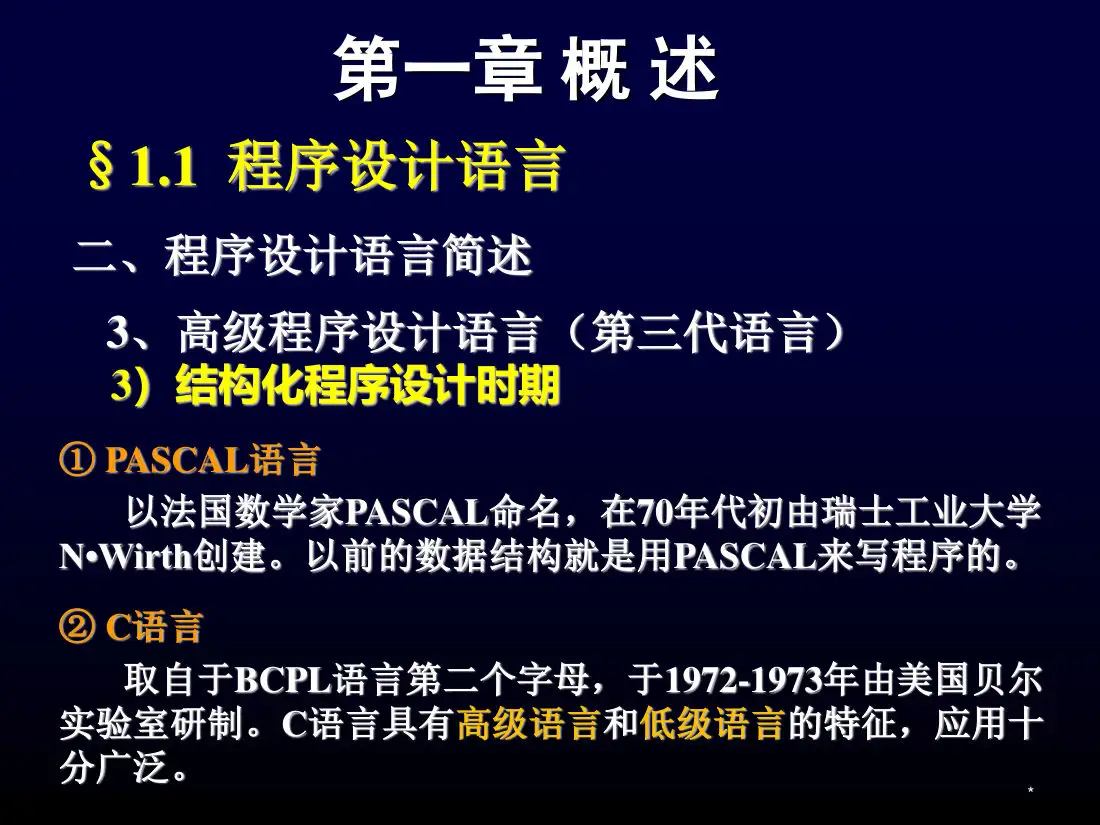 第一章 概 述
§1.1 程序设计语言
二、程序设计语言简述
3、高级程序设计语言（第三代语言）
3）结构化程序设计时期
① PASCAL语言
以法国数学家PASCAL命名，在70年代初由瑞士工业大学
N•Wirth创建。以前的数据结构就是用PASCAL来写程序的。
② C语言
取自于BCPL语言第二个字母，于1972-1973年由美国贝尔
实验室研制。C语言具有高级语言和低级语言的特征，应用十
分广泛。
*